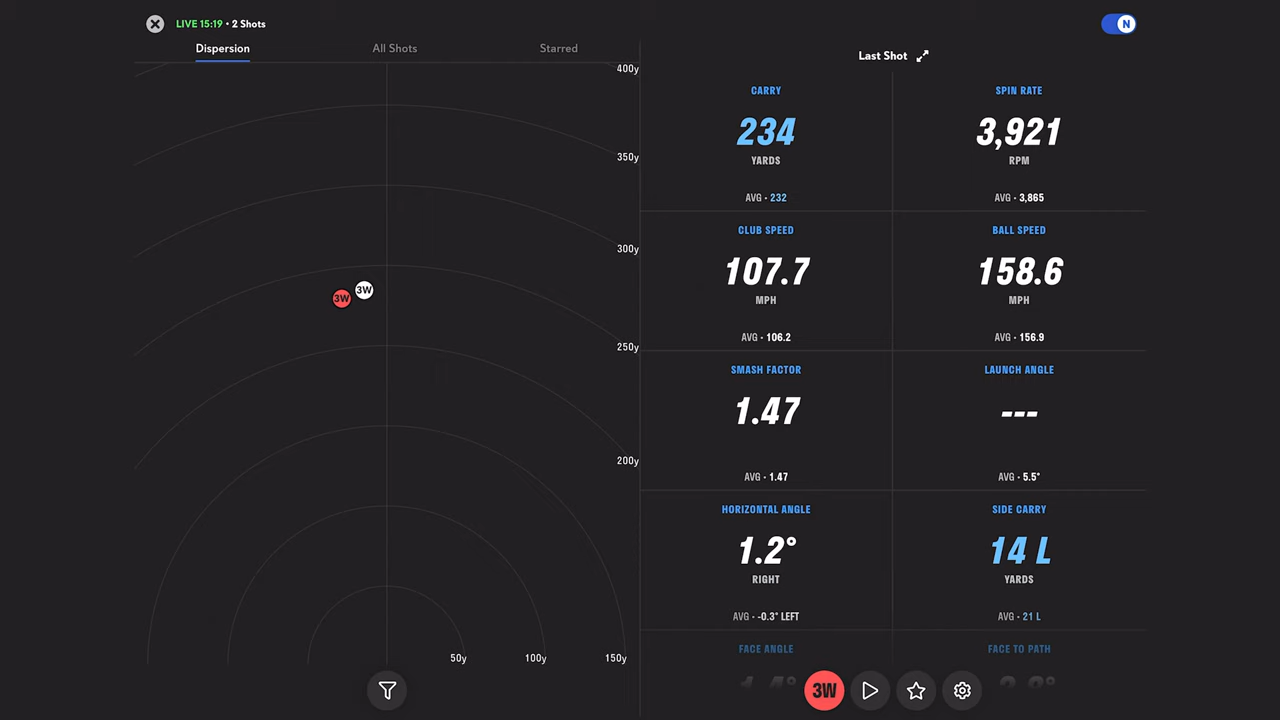 LIVE 15:19 • 2 Shots
N
Dispersion
All Shots
Starred
400y
350y
300y
250y
200y
50y
100y
150y
3W
3W
Last Shot
CARRY
234
YARDS
AVG • 232
SPIN RATE
3,921
RPM
AVG • 3,865
CLUB SPEED
107.7
MPH
AVG • 106.2
BALL SPEED
158.6
MPH
AVG • 156.9
SMASH FACTOR
1.47
AVG • 1.47
LAUNCH ANGLE
---
AVG • 5.5°
HORIZONTAL ANGLE
1.2°
RIGHT
AVG • -0.3° LEFT
SIDE CARRY
14 L
YARDS
AVG • 21 L
FACE ANGLE
FACE TO PATH
3W